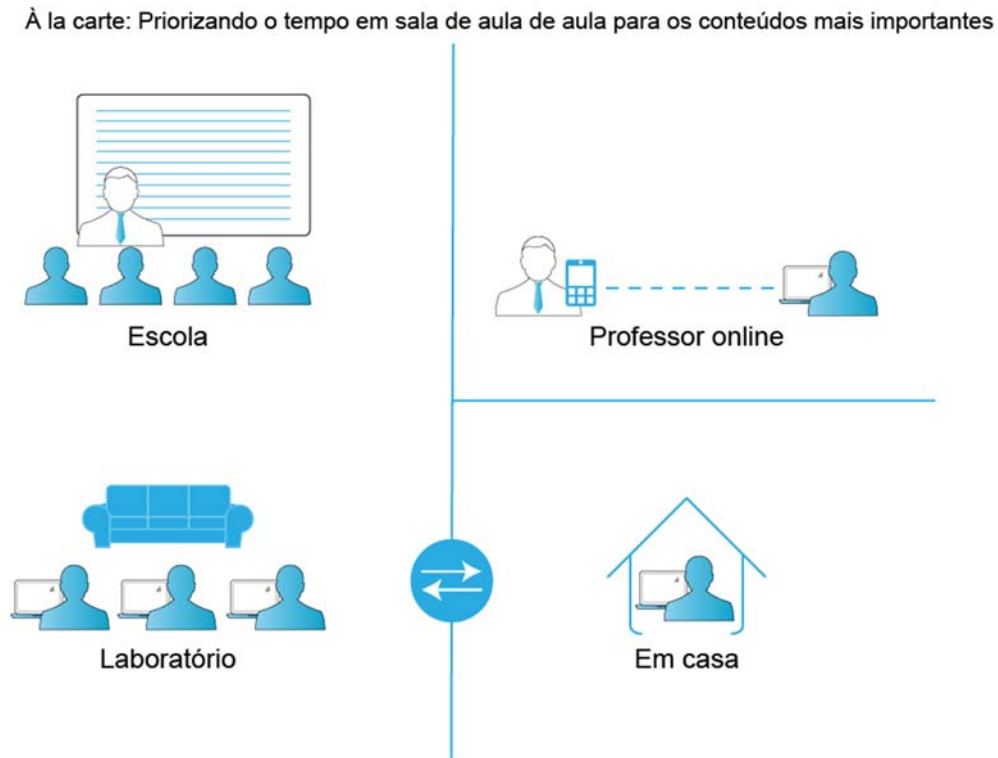 À la carte: Priorizando o tempo em sala de aula de aula para os conteúdos mais importantes
Escola
Professor online
Laboratório
Em casa